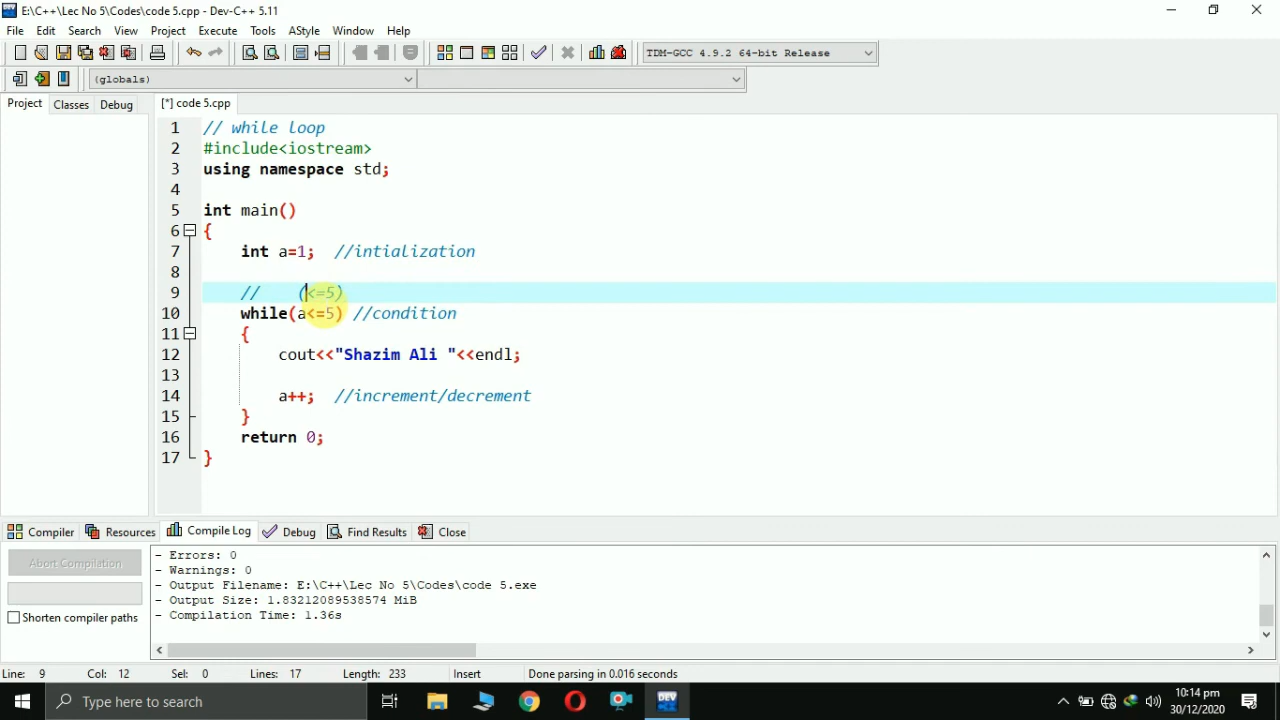 E:\C++\Lec No 5\Codes\code 5.cpp - Dev-C++ 5.11
File Edit Search View Project Execute Tools AStyle Window Help
TDM-GCC 4.9.2 64-bit Release
(globals)
Project Classes Debug [*] code 5.cpp
1 // while loop
2 #include<iostream>
3 using namespace std;
4
5 int main()
6 {
7 int a=1; //intialization
8
9 // (<=5)
10 while(a<=5) //condition
11 {
12 cout<<"Shazim Ali "<<endl;
13
14 a++; //increment/decrement
15 }
16 return 0;
17 }
Compiler Resources Compile Log Debug Find Results Close
Abort Compilation
Shorten compiler paths
- Errors: 0
- Warnings: 0
- Output Filename: E:\C++\Lec No 5\Codes\code 5.exe
- Output Size: 1.83212089538574 MiB
- Compilation Time: 1.36s
Line: 9 Col: 12 Sel: 0 Lines: 17 Length: 233 Insert Done parsing in 0.016 seconds
Type here to search
DEV
10:14 pm
30/12/2020